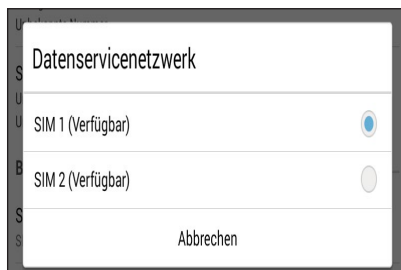 Datenservicenetzwerk
SIM 1 (Verfügbar)
SIM 2 (Verfügbar)
Abbrechen